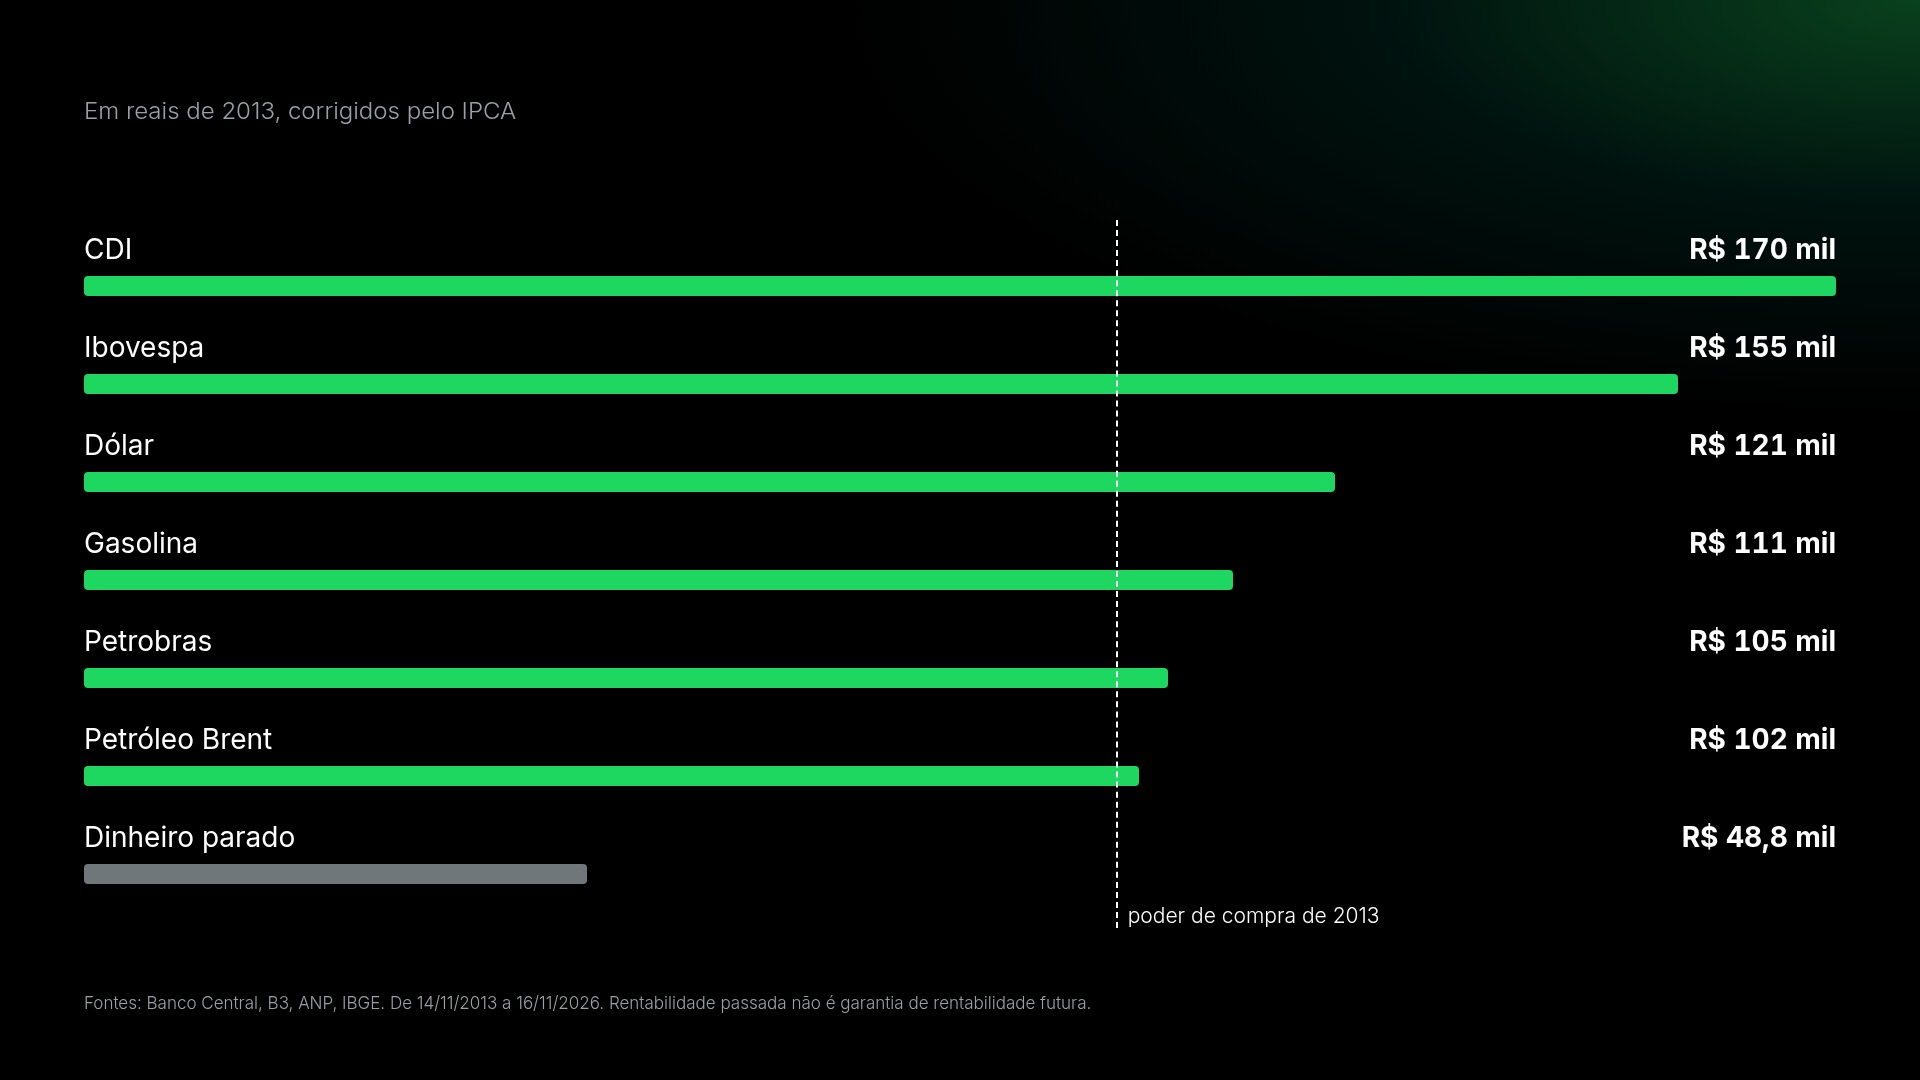 Em reais de 2013, corrigidos pelo IPCA
CDI R$ 170 mil
Ibovespa R$ 155 mil
Dólar R$ 121 mil
Gasolina R$ 111 mil
Petrobras R$ 105 mil
Petróleo Brent R$ 102 mil
Dinheiro parado R$ 48,8 mil
poder de compra de 2013
Fontes: Banco Central, B3, ANP, IBGE. De 14/11/2013 a 16/11/2026. Rentabilidade passada não é garantia de rentabilidade futura.